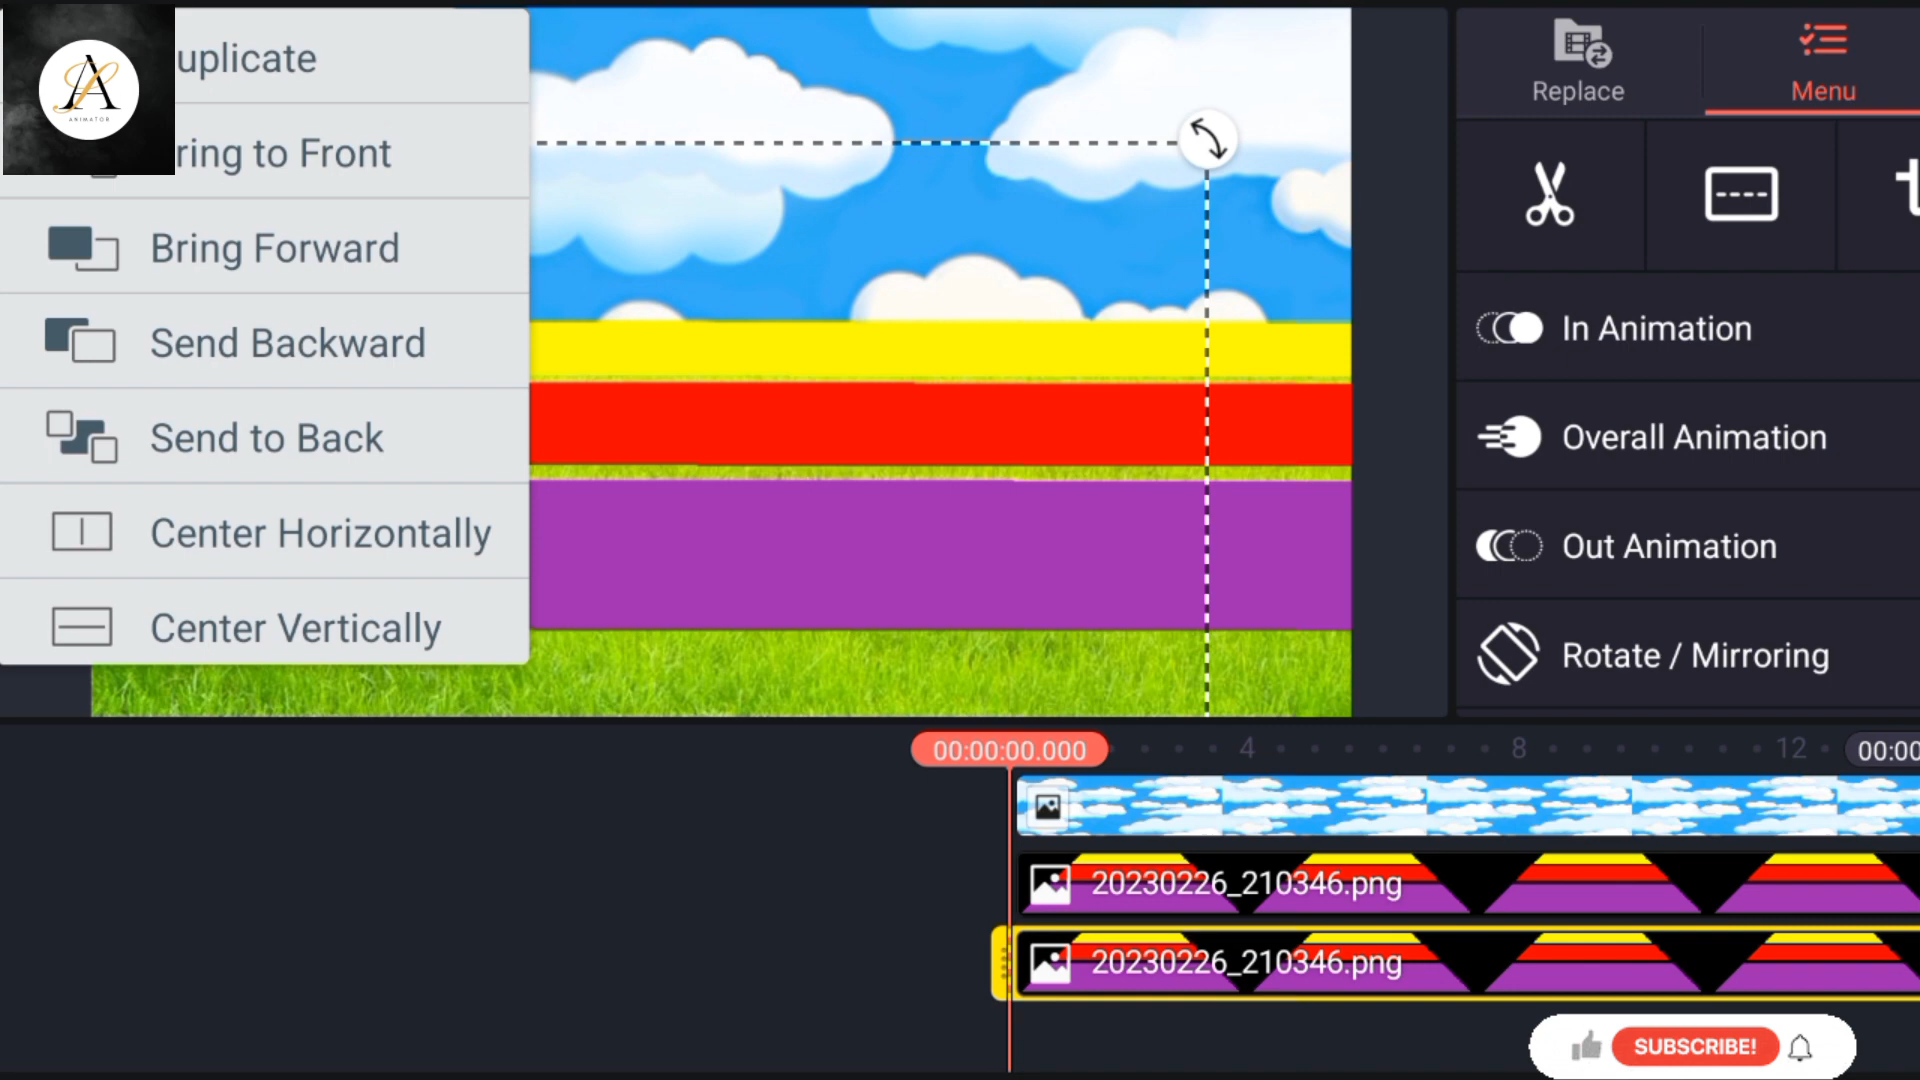 uplicate
ring to Front
Bring Forward
Send Backward
Send to Back
Center Horizontally
Center Vertically
A
ANIMATOR
Replace
Menu
In Animation
Overall Animation
Out Animation
Rotate / Mirroring
00:00:00.000
4
8
12
00:00
20230226_210346.png
20230226_210346.png
SUBSCRIBE!